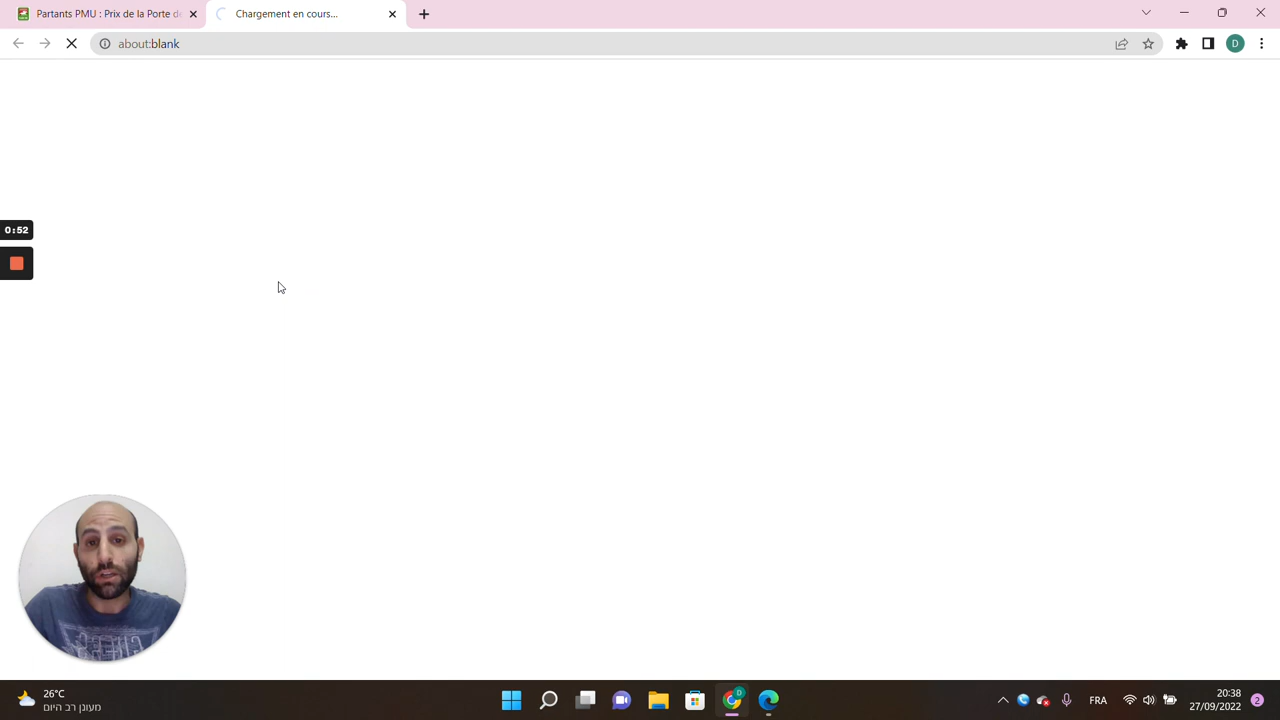 Partants PMU : Prix de la Porte de
Chargement en cours...
about:blank
D
0:52
26°C
מעונן רב היום
D
FRA
20:38
27/09/2022
2